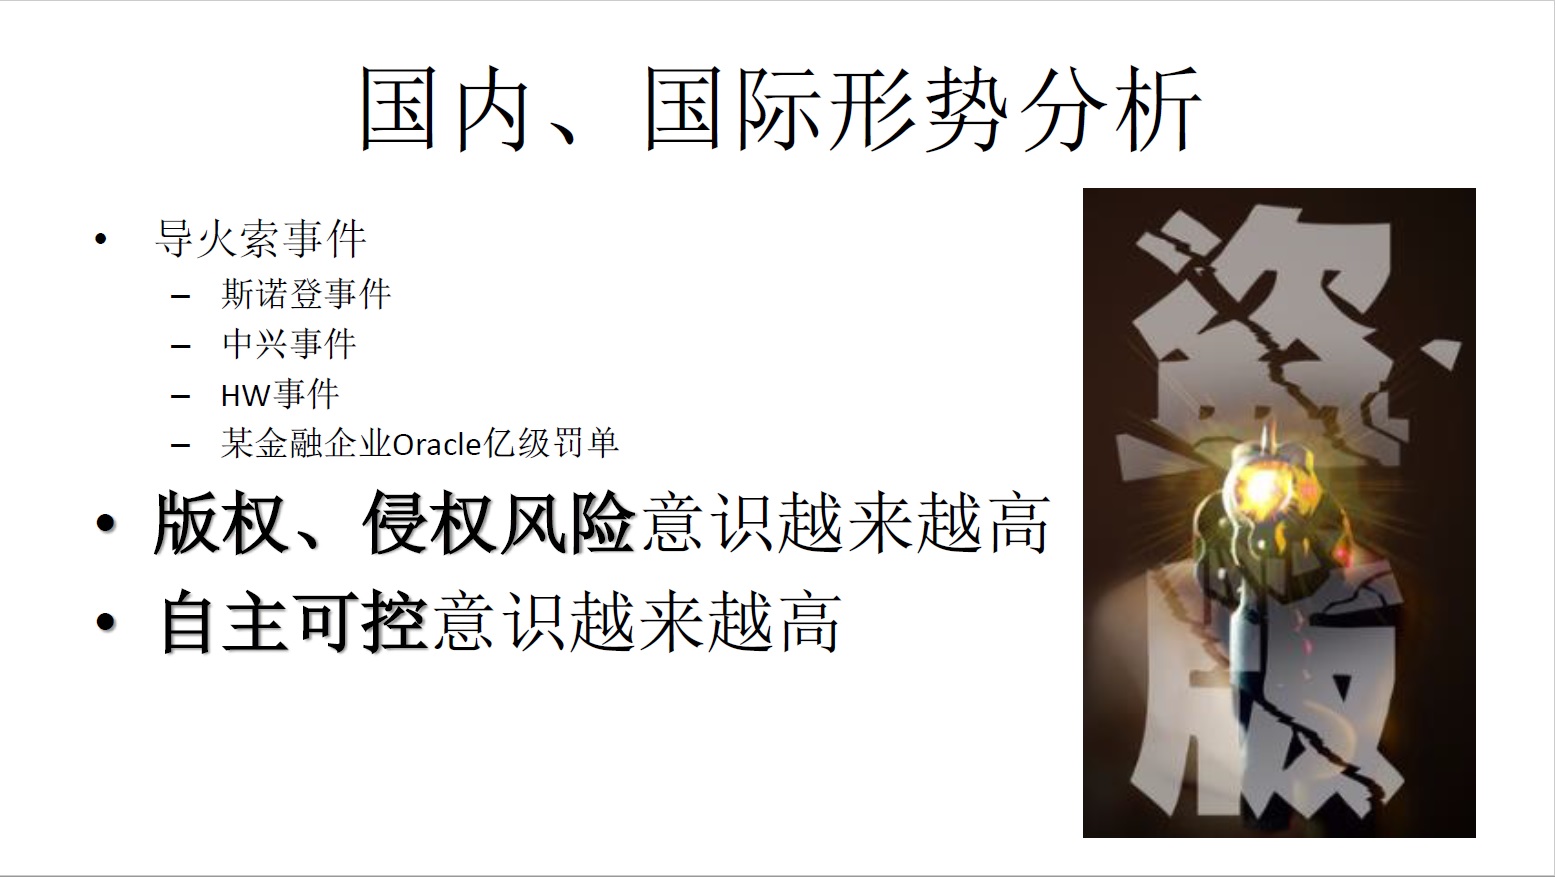 国内、国际形势分析
• 导火索事件
– 斯诺登事件
– 中兴事件
– HW事件
– 某金融企业Oracle亿级罚单
• 版权、侵权风险意识越来越高
• 自主可控意识越来越高
盗
版